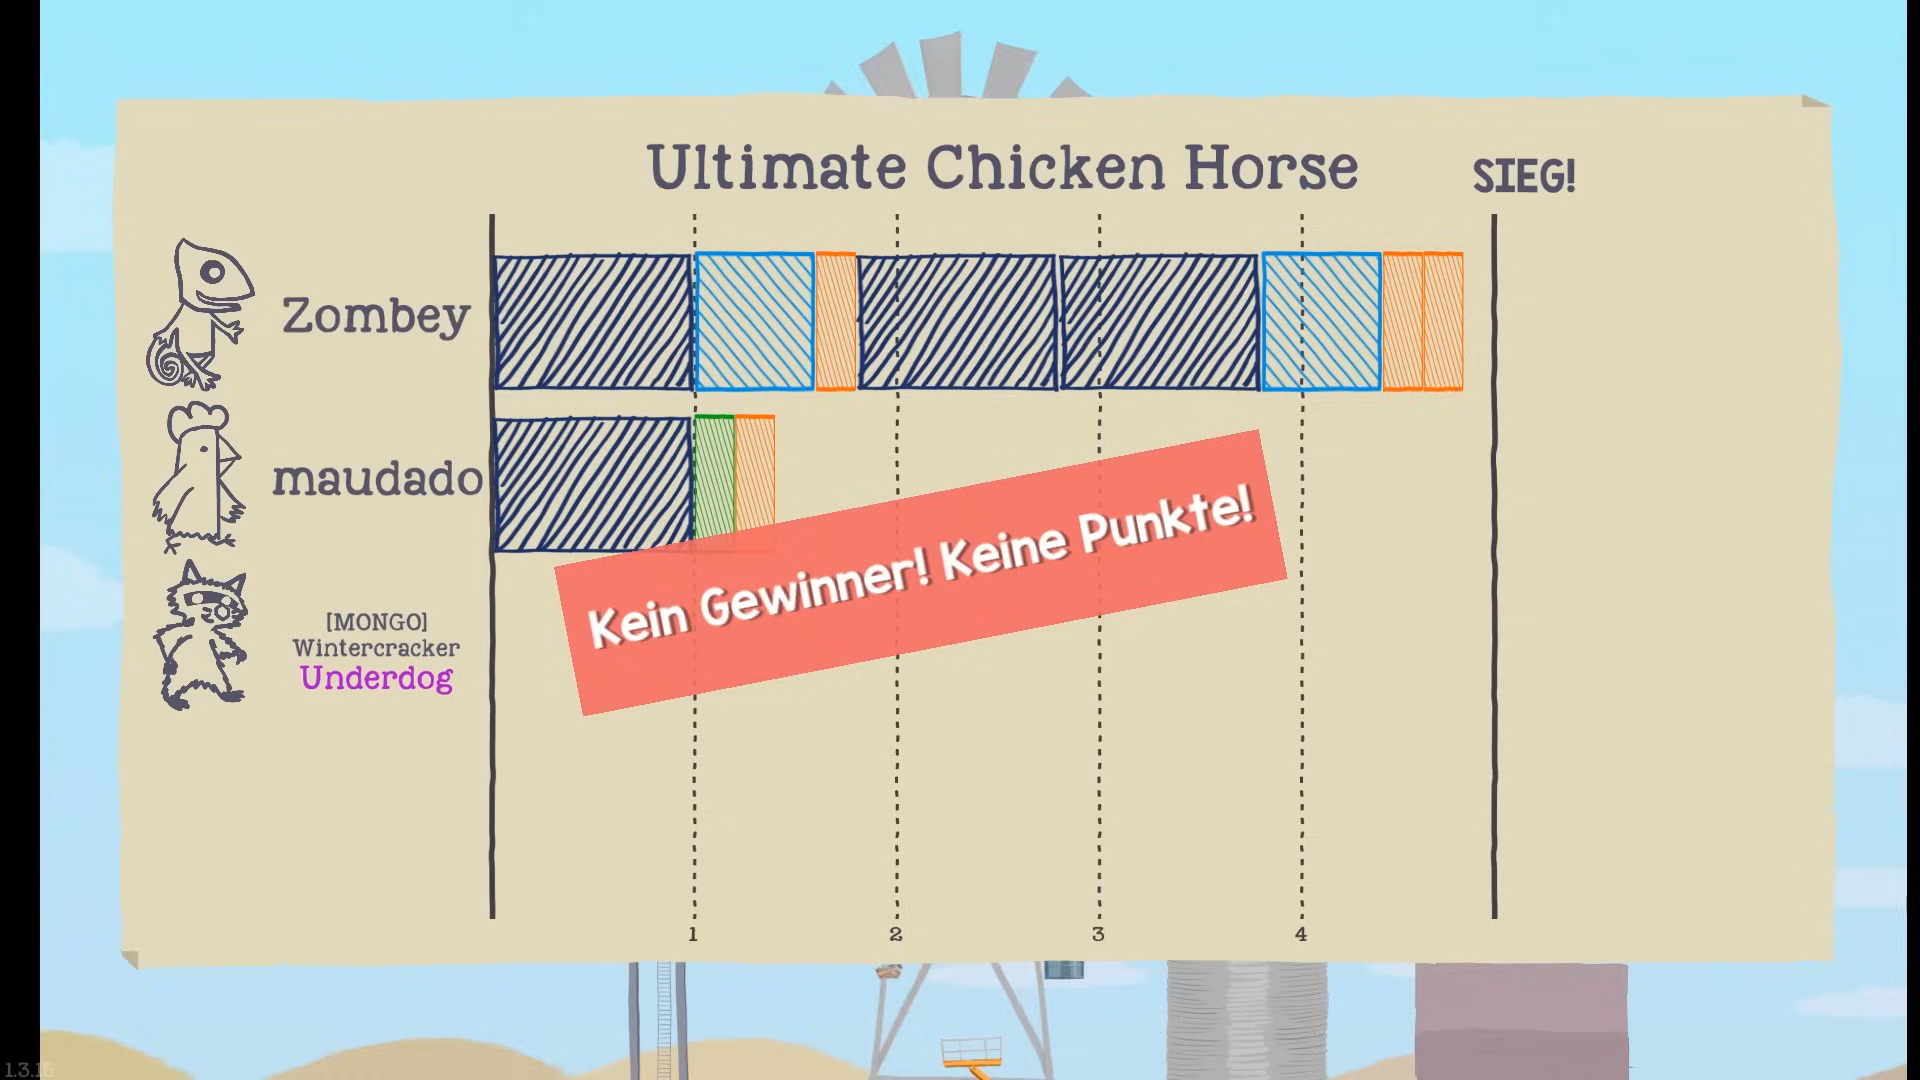 Ultimate Chicken Horse
SIEG!
Zombey
maudado
[MONGO]
Wintercracker
Underdog
Kein Gewinner! Keine Punkte!
1 2 3 4